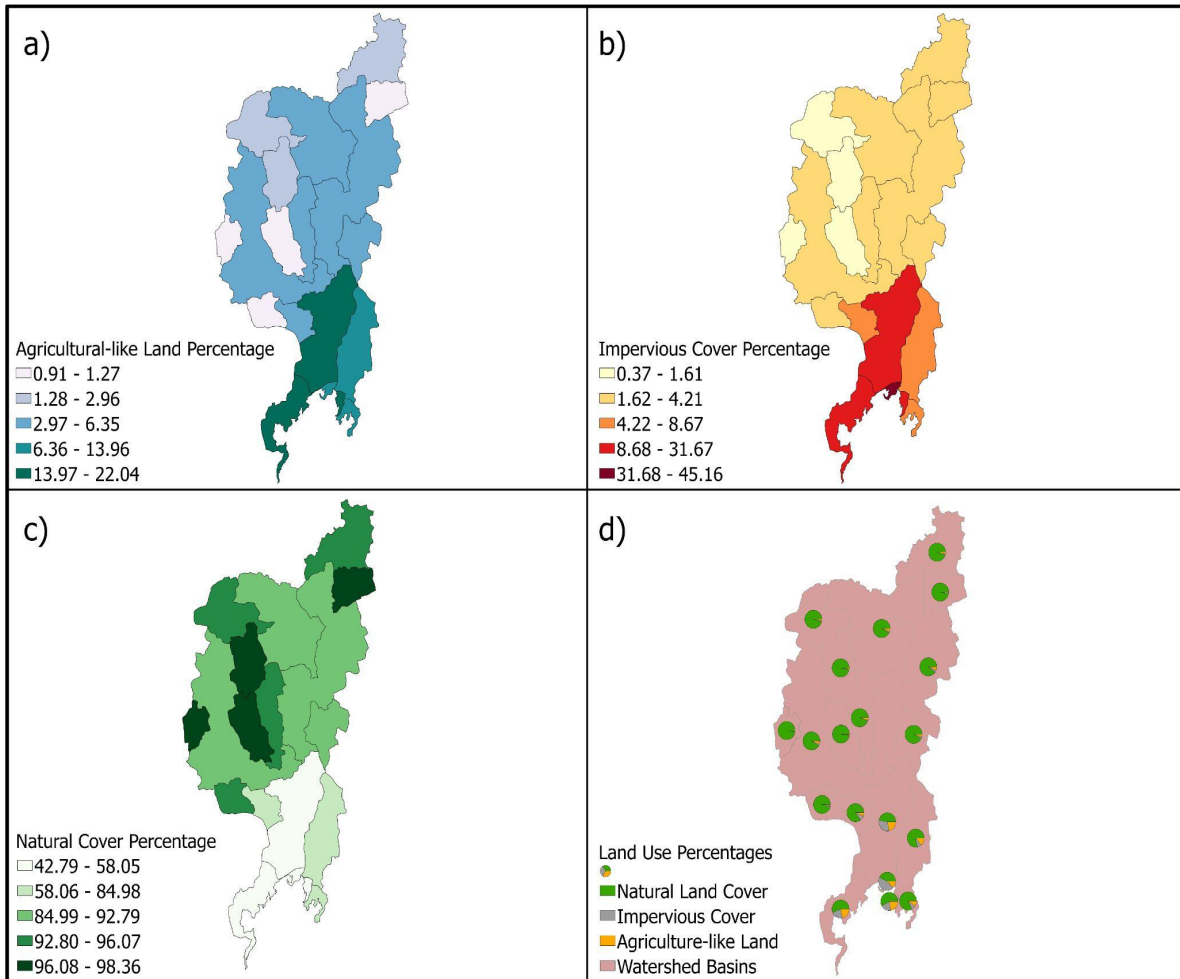 a)
Agricultural-like Land Percentage
0.91 - 1.27
1.28 - 2.96
2.97 - 6.35
6.36 - 13.96
13.97 - 22.04
b)
Impervious Cover Percentage
0.37 - 1.61
1.62 - 4.21
4.22 - 8.67
8.68 - 31.67
31.68 - 45.16
c)
Natural Cover Percentage
42.79 - 58.05
58.06 - 84.98
84.99 - 92.79
92.80 - 96.07
96.08 - 98.36
d)
Land Use Percentages
Natural Land Cover
Impervious Cover
Agriculture-like Land
Watershed Basins